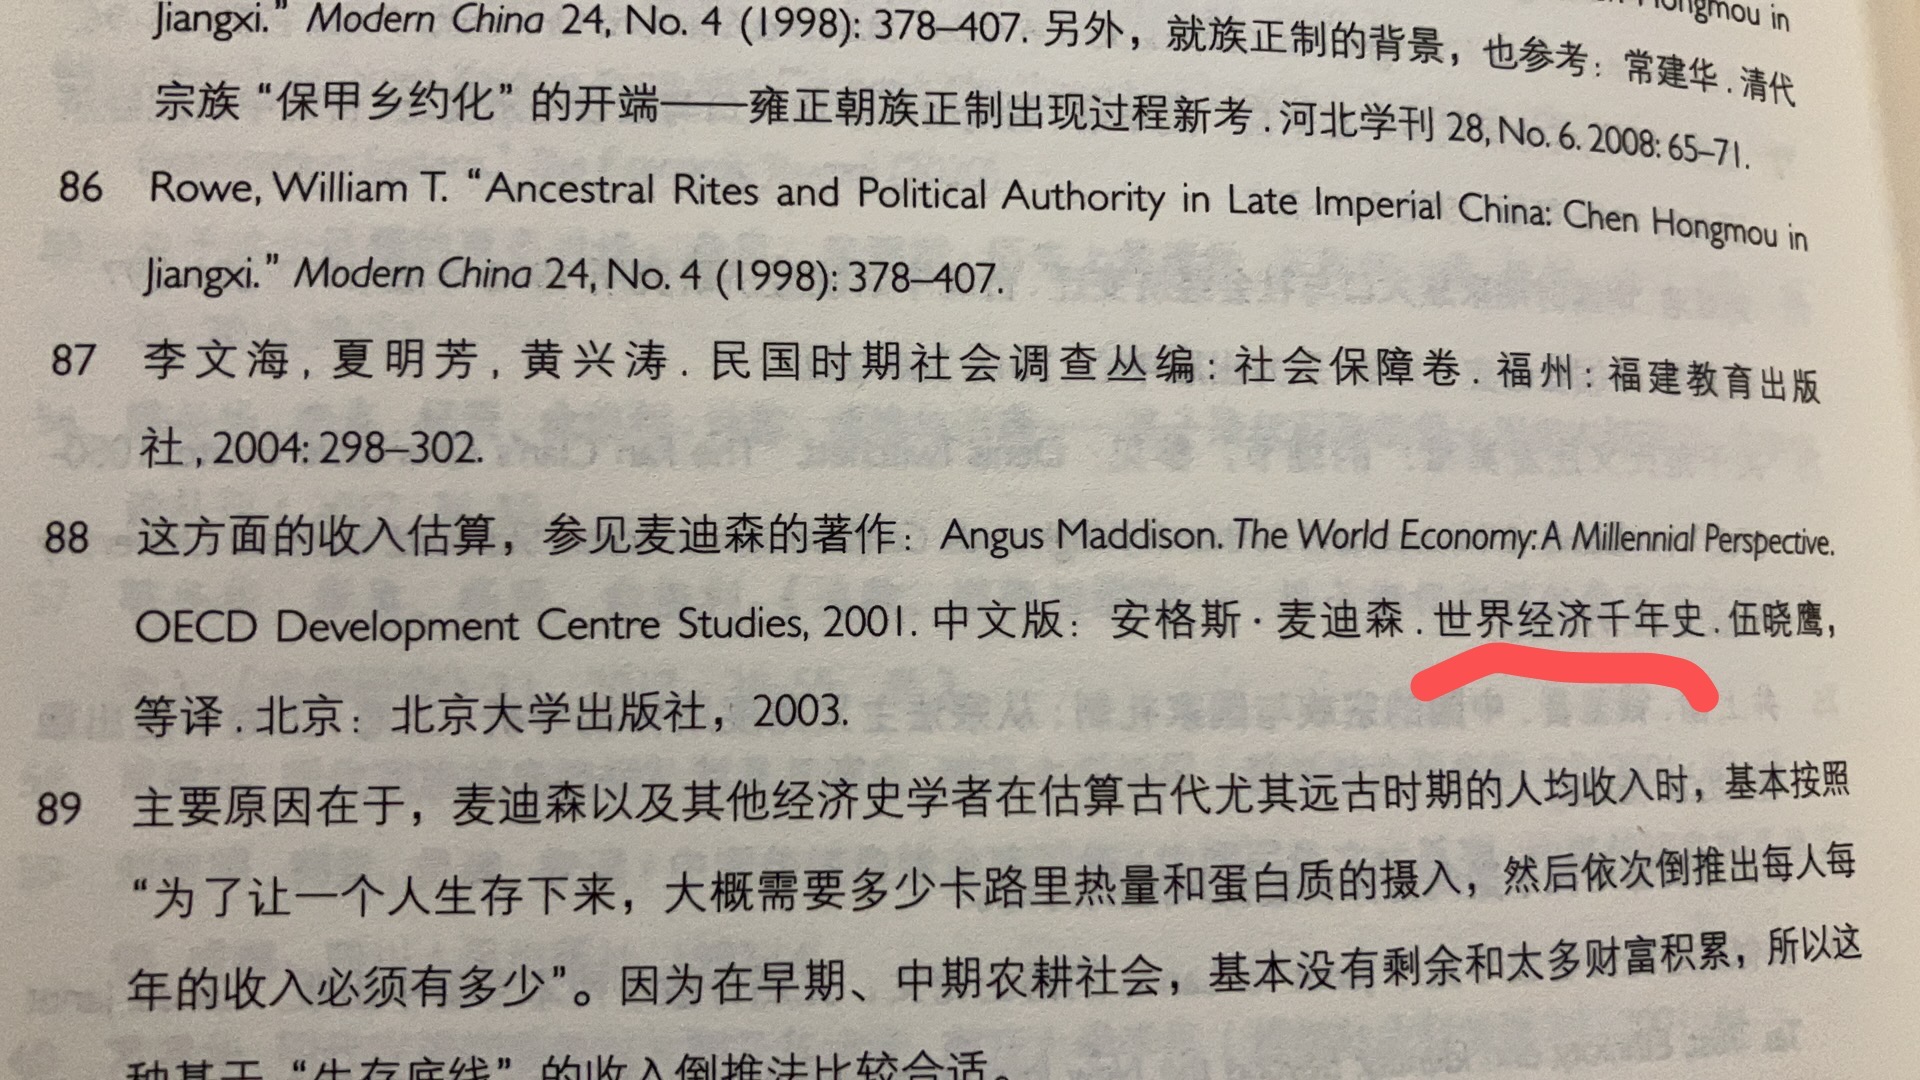 Jiangxi.” Modern China 24, No. 4 (1998): 378–407. 另外，就族正制的背景，也参考：常建华 . 清代
宗族 “保甲乡约化” 的开端——雍正朝族正制出现过程新考 . 河北学刊 28, No. 6. 2008: 65–71.
86 Rowe, William T. “Ancestral Rites and Political Authority in Late Imperial China: Chen Hongmou in
Jiangxi.” Modern China 24, No. 4 (1998): 378–407.
87 李文海 , 夏明芳 , 黄兴涛 . 民国时期社会调查丛编 : 社会保障卷 . 福州 : 福建教育出版
社 , 2004: 298–302.
88 这方面的收入估算，参见麦迪森的著作：Angus Maddison. The World Economy: A Millennial Perspective.
OECD Development Centre Studies, 2001. 中文版：安格斯 · 麦迪森 . 世界经济千年史 . 伍晓鹰，
等译 . 北京：北京大学出版社，2003.
89 主要原因在于，麦迪森以及其他经济史学者在估算古代尤其远古时期的人均收入时，基本按照
“为了让一个人生存下来，大概需要多少卡路里热量和蛋白质的摄入，然后依次倒推出每人每
年的收入必须有多少”。因为在早期、中期农耕社会，基本没有剩余和太多财富积累，所以这
种基于 “生存底线” 的收入倒推法比较合适。